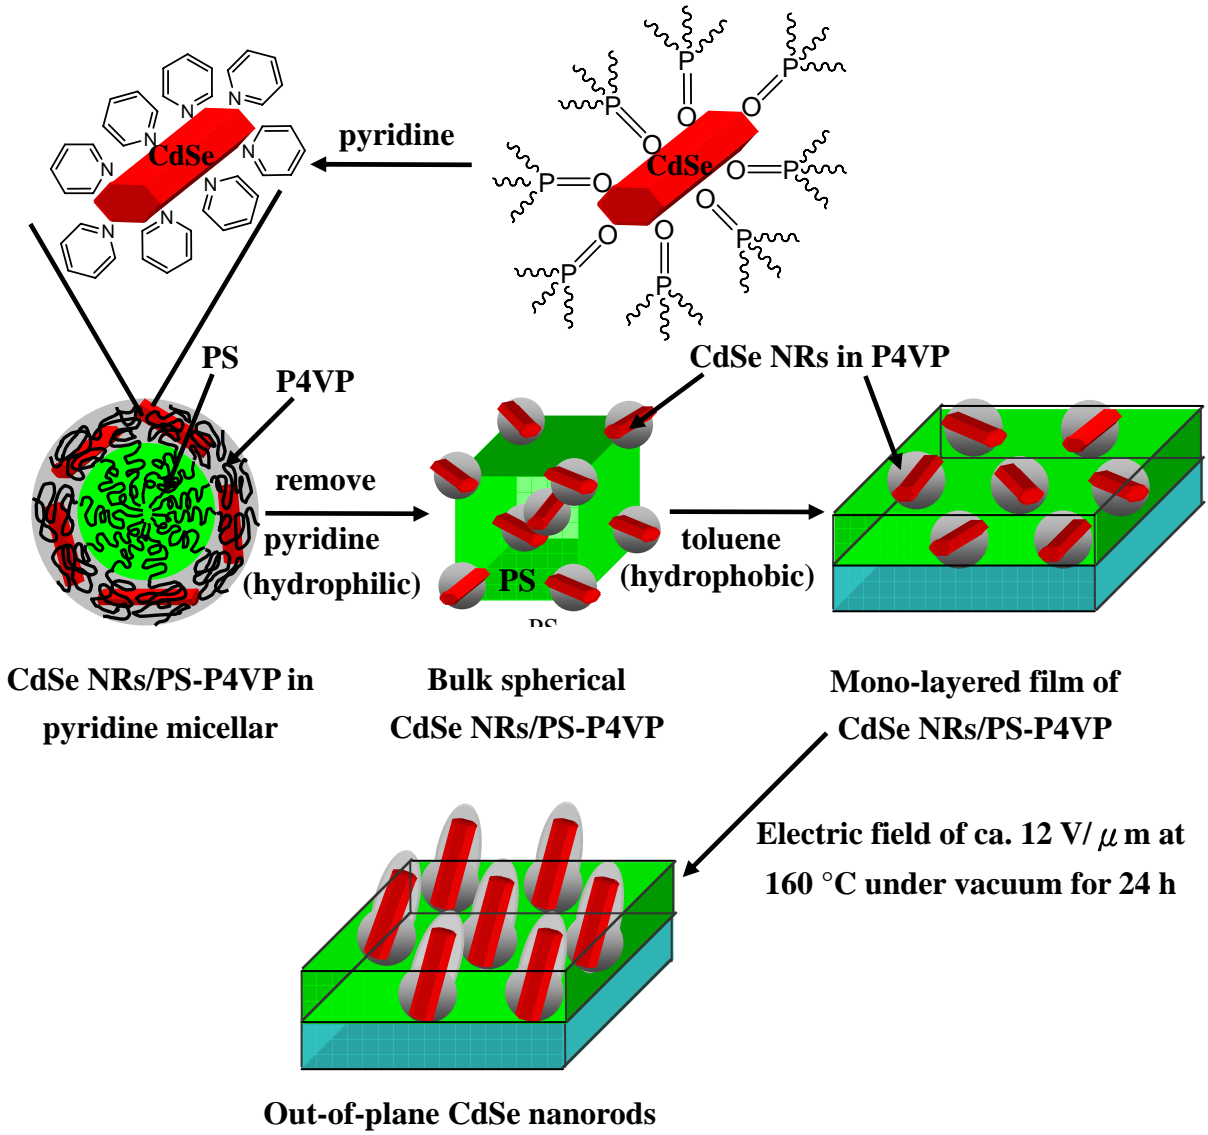 pyridine
CdSe
N
N
N
N
N
N
N
N
CdSe
P
P
P
P
P
P
P
P
P
O
O
O
O
O
O
O
O
O
PS
P4VP
CdSe NRs in P4VP
remove
pyridine
(hydrophilic)
PS
PS
toluene
(hydrophobic)
CdSe NRs/PS-P4VP in
pyridine micellar
Bulk spherical
CdSe NRs/PS-P4VP
Mono-layered film of
CdSe NRs/PS-P4VP
Electric field of ca. 12 V/ μ m at
160 °C under vacuum for 24 h
Out-of-plane CdSe nanorods